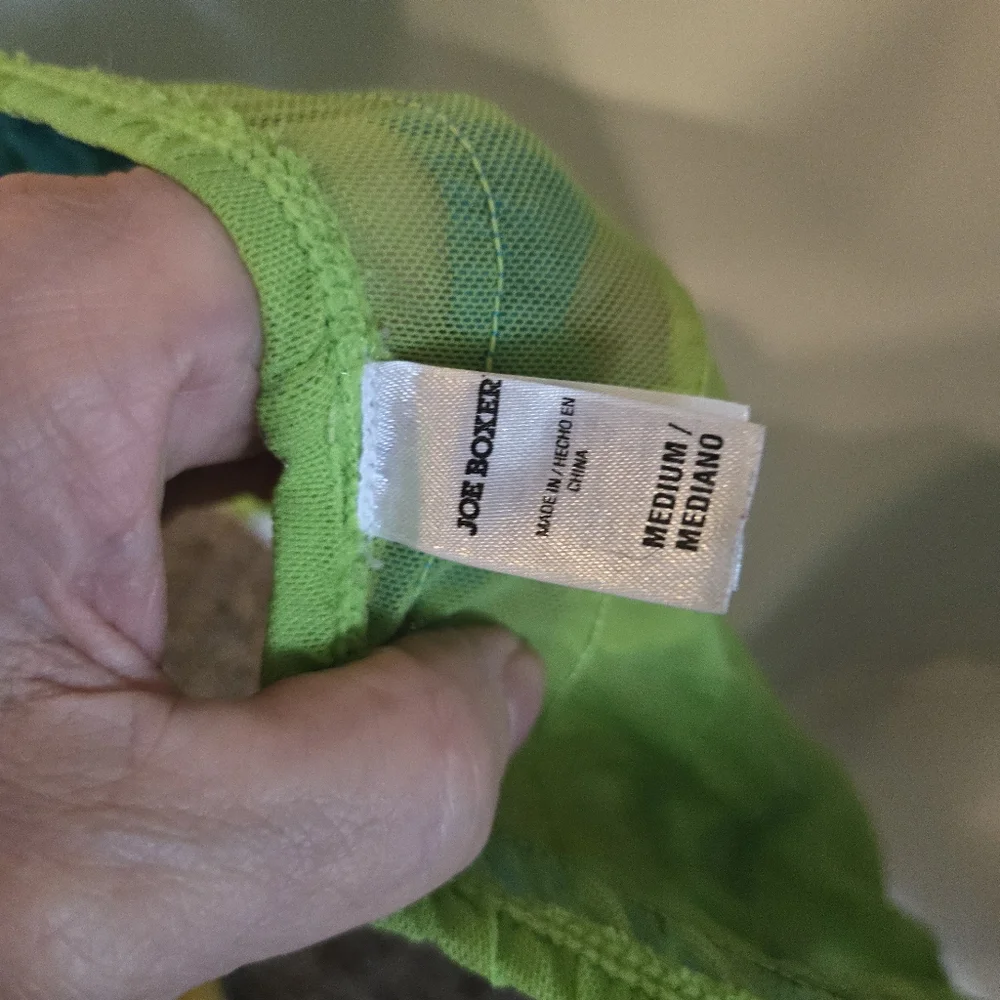 JOE BOXER
MADE IN / HECHO EN
CHINA
MEDIUM /
MEDIANO